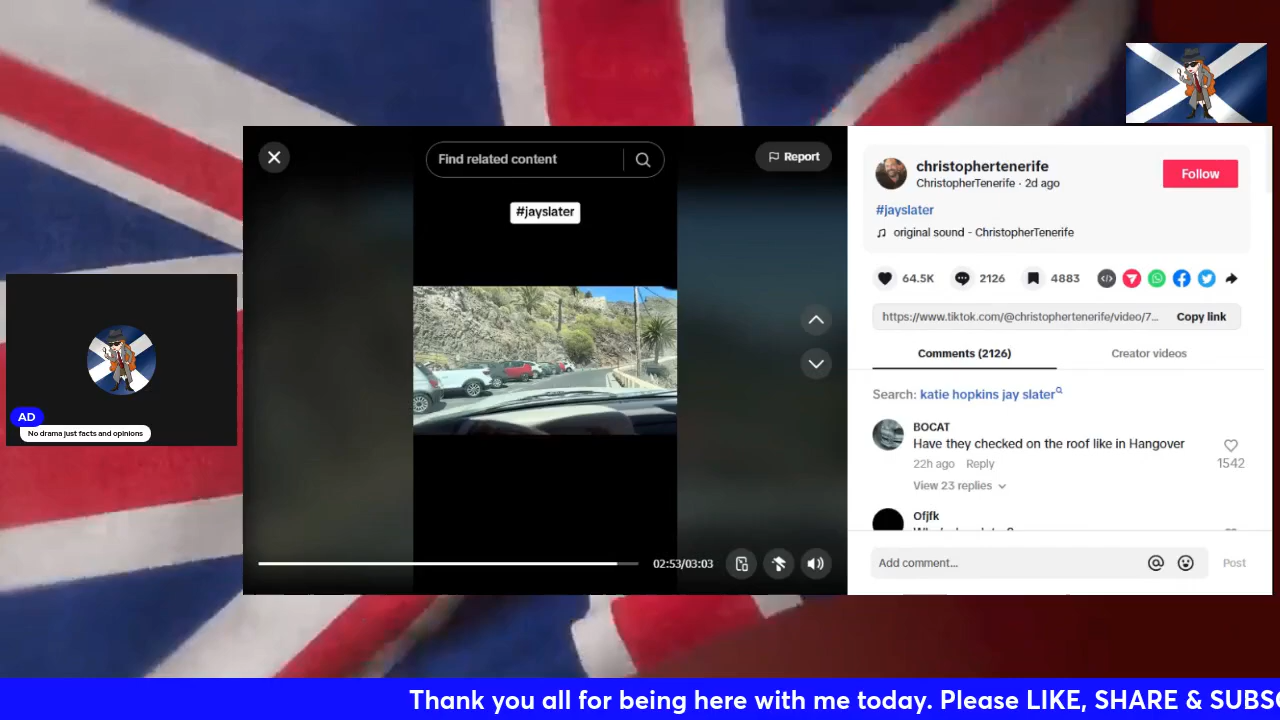 Find related content
Report
#jayslater
christophertenerife
ChristopherTenerife · 2d ago
Follow
#jayslater
original sound - ChristopherTenerife
64.5K
2126
4883
https://www.tiktok.com/@christophertenerife/video/7...
Copy link
Comments (2126)
Creator videos
Search: katie hopkins jay slater
BOCAT
Have they checked on the roof like in Hangover
22h ago Reply
1542
View 23 replies
Ofjfk
02:53/03:03
Add comment...
Post
AD
No drama just facts and opinions
Thank you all for being here with me today. Please LIKE, SHARE & SUBSC